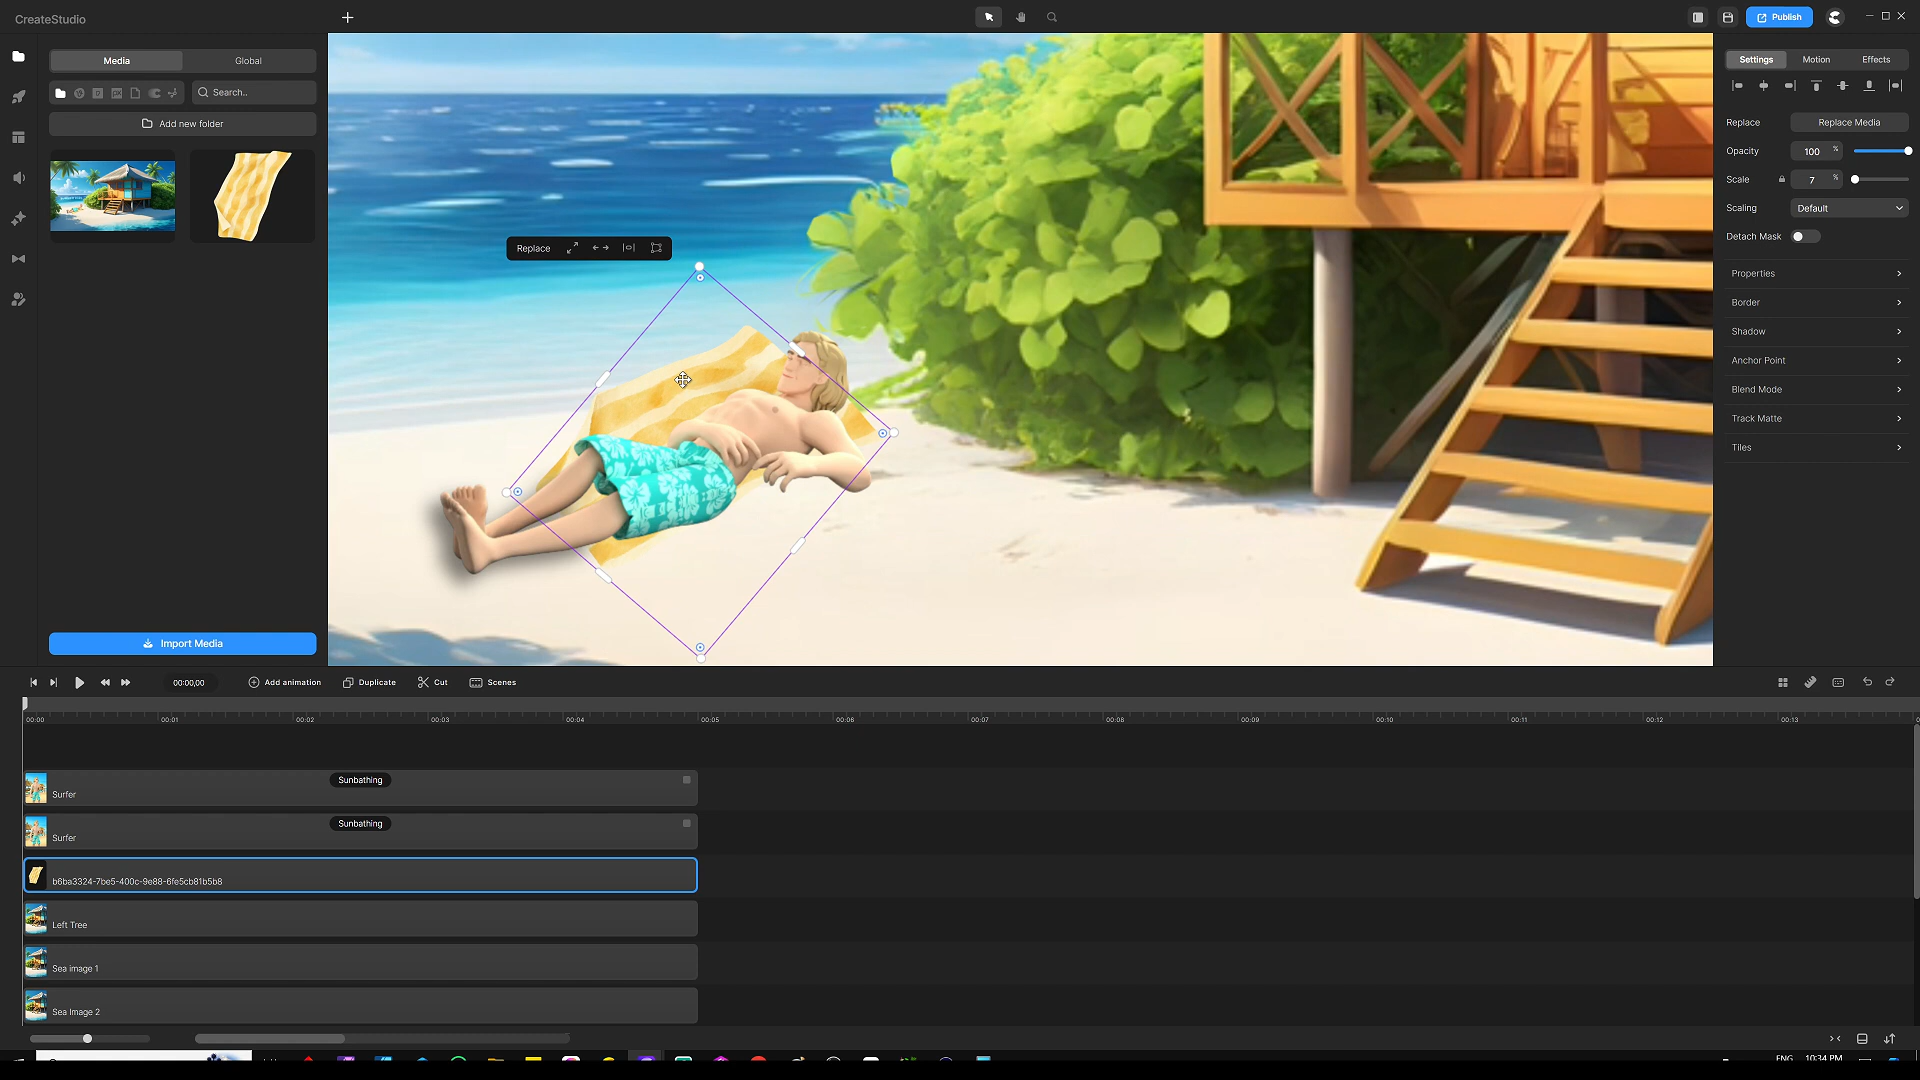 CreateStudio
+
Publish
Media
Global
Search..
Add new folder
Import Media
Replace
Settings
Motion
Effects
Replace
Replace Media
Opacity
100
%
Scale
7
%
Scaling
Default
Detach Mask
Properties
Border
Shadow
Anchor Point
Blend Mode
Track Matte
Tiles
00:00,00
Add animation
Duplicate
Cut
Scenes
00:00
00:01
00:02
00:03
00:04
00:05
00:06
00:07
00:08
00:09
00:10
00:11
00:12
00:13
Sunbathing
Surfer
Sunbathing
Surfer
b6ba3324-7be5-400c-9e88-6fe5cb81b5b8
Left Tree
Sea image 1
Sea Image 2
ENG
10:34 PM